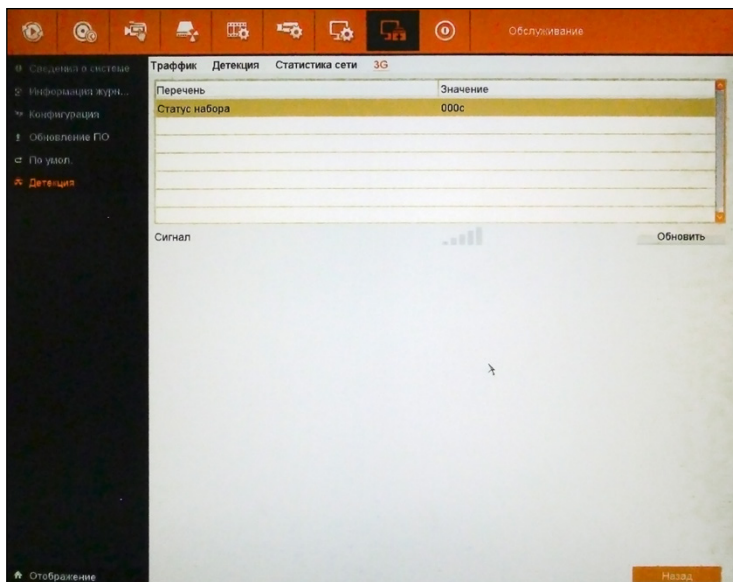 Обслуживание
Сведения о системе
Информация журн...
Конфигурация
Обновление ПО
По умол.
Детекция
Траффик Детекция Статистика сети 3G
Перечень Значение
Статус набора 000с
Сигнал Обновить
Отображение Назад